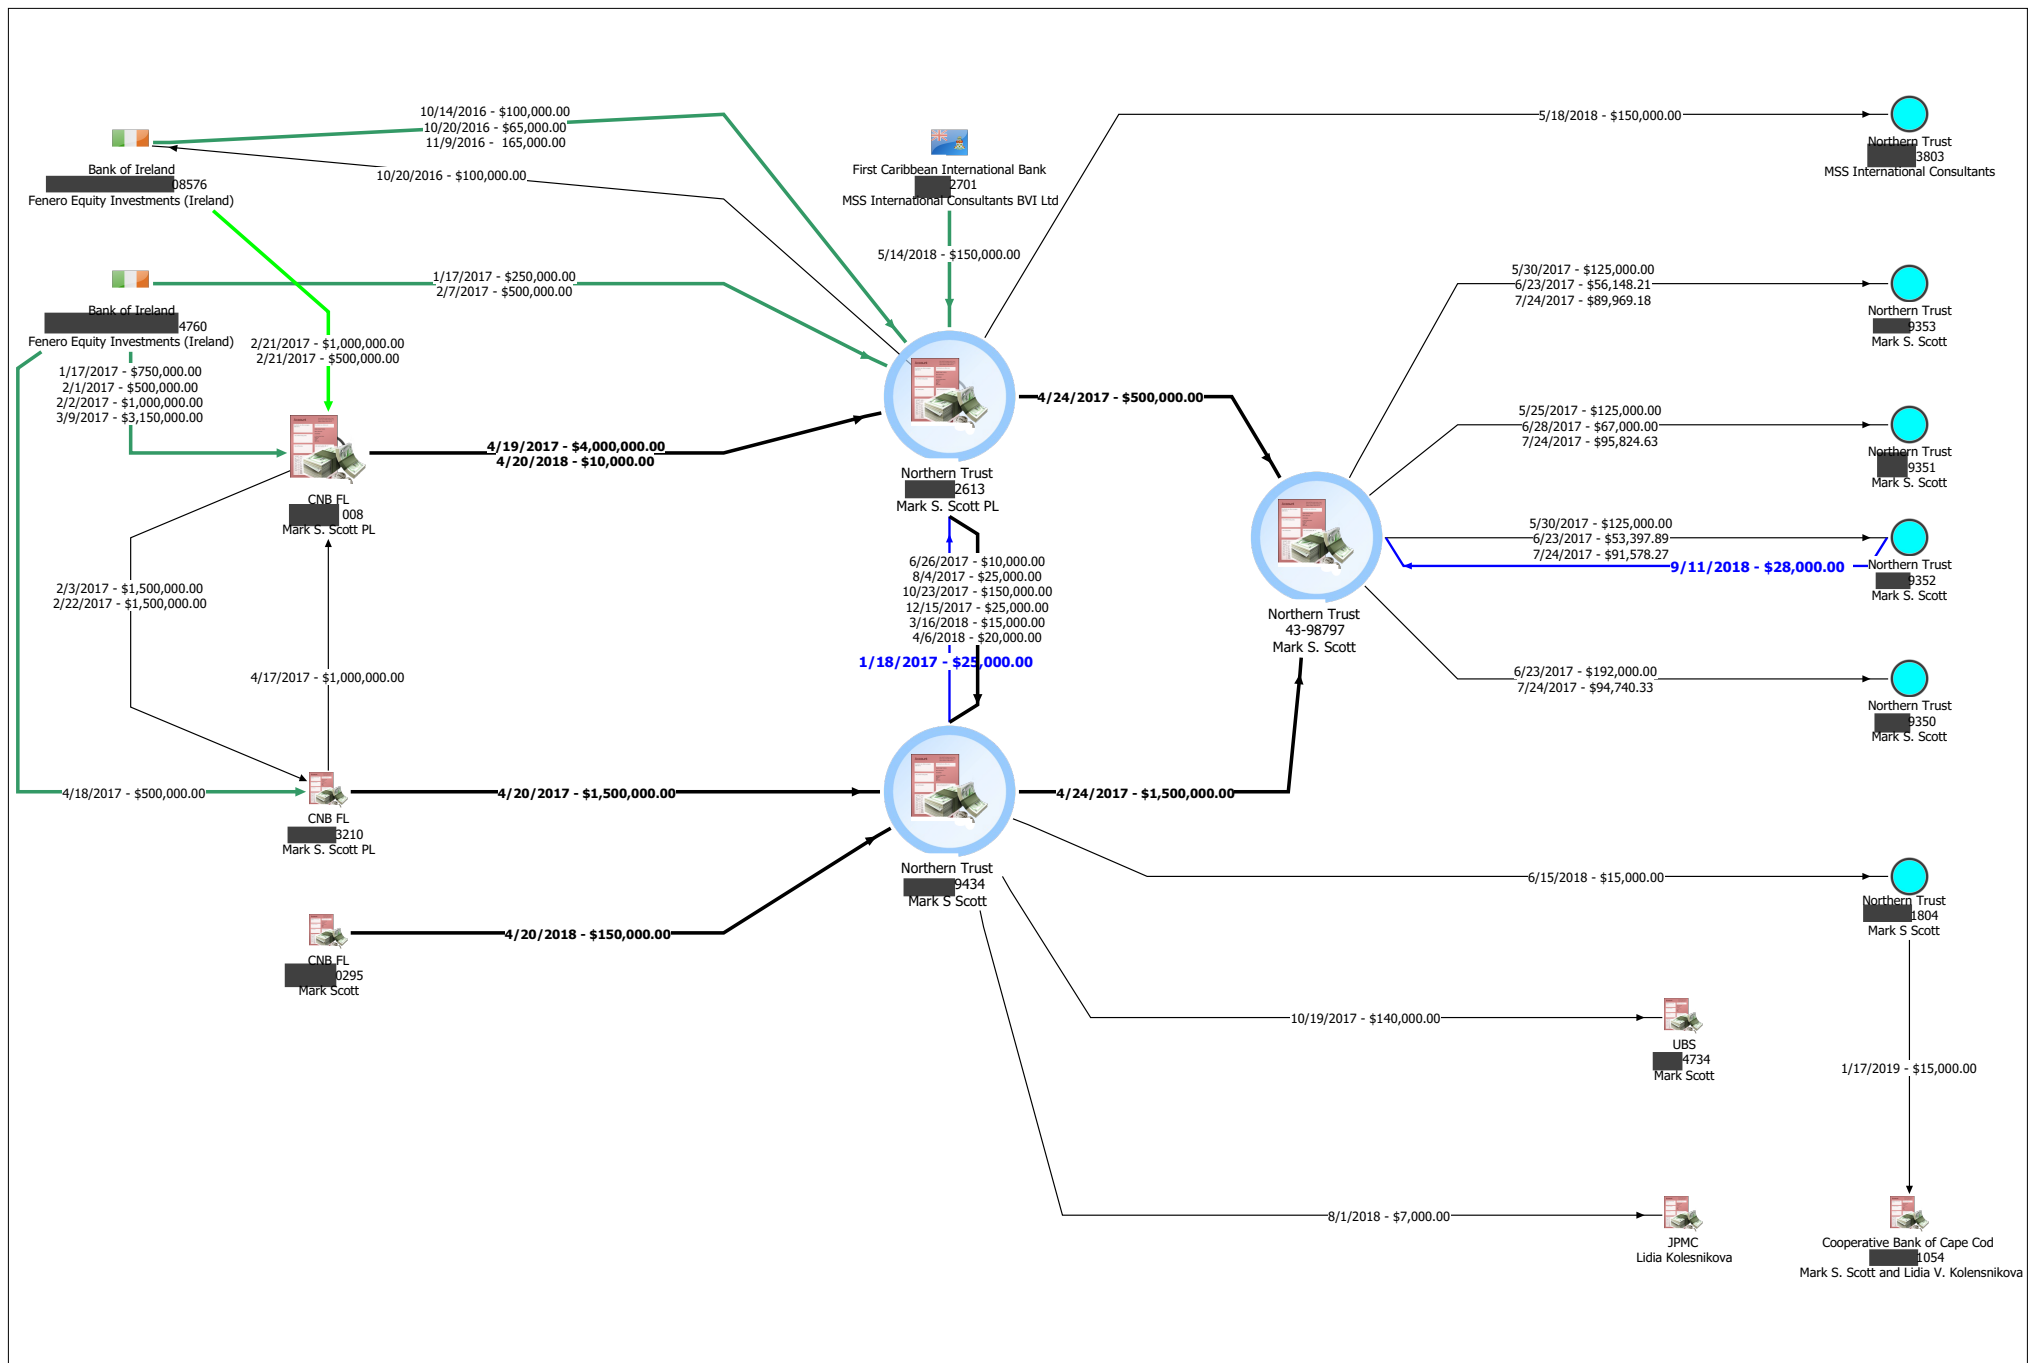 10/14/2016 - $100,000.00
10/20/2016 - $65,000.00
11/9/2016 -  165,000.00
10/20/2016 - $100,000.00
Bank of Ireland
08576
Fenero Equity Investments (Ireland)
First Caribbean International Bank
2701
MSS International Consultants BVI Ltd
5/14/2018 - $150,000.00
5/18/2018 - $150,000.00
Northern Trust
3803
MSS International Consultants
Bank of Ireland
4760
Fenero Equity Investments (Ireland)
1/17/2017 - $250,000.00
2/7/2017 - $500,000.00
2/21/2017 - $1,000,000.00
2/21/2017 - $500,000.00
1/17/2017 - $750,000.00
2/1/2017 - $500,000.00
2/2/2017 - $1,000,000.00
3/9/2017 - $3,150,000.00
5/30/2017 - $125,000.00
6/23/2017 - $56,148.21
7/24/2017 - $89,969.18
Northern Trust
9353
Mark S. Scott
4/24/2017 - $500,000.00
4/19/2017 - $4,000,000.00
4/20/2018 - $10,000.00
5/25/2017 - $125,000.00
6/28/2017 - $67,000.00
7/24/2017 - $95,824.63
Northern Trust
9351
Mark S. Scott
CNB FL
008
Mark S. Scott PL
Northern Trust
2613
Mark S. Scott PL
5/30/2017 - $125,000.00
6/23/2017 - $53,397.89
7/24/2017 - $91,578.27
9/11/2018 - $28,000.00
Northern Trust
9352
Mark S. Scott
2/3/2017 - $1,500,000.00
2/22/2017 - $1,500,000.00
6/26/2017 - $10,000.00
8/4/2017 - $25,000.00
10/23/2017 - $150,000.00
12/15/2017 - $25,000.00
3/16/2018 - $15,000.00
4/6/2018 - $20,000.00
1/18/2017 - $25,000.00
Northern Trust
43-98797
Mark S. Scott
4/17/2017 - $1,000,000.00
6/23/2017 - $192,000.00
7/24/2017 - $94,740.33
Northern Trust
9350
Mark S. Scott
4/18/2017 - $500,000.00
CNB FL
3210
Mark S. Scott PL
4/20/2017 - $1,500,000.00
4/24/2017 - $1,500,000.00
Northern Trust
9434
Mark S Scott
6/15/2018 - $15,000.00
Northern Trust
1804
Mark S Scott
4/20/2018 - $150,000.00
CNB FL
0295
Mark Scott
10/19/2017 - $140,000.00
UBS
4734
Mark Scott
1/17/2019 - $15,000.00
8/1/2018 - $7,000.00
JPMC
Lidia Kolesnikova
Cooperative Bank of Cape Cod
1054
Mark S. Scott and Lidia V. Kolensnikova